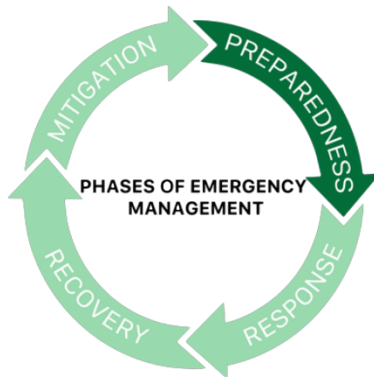 MITIGATION
PREPAREDNESS
PHASES OF EMERGENCY
MANAGEMENT
RECOVERY
RESPONSE